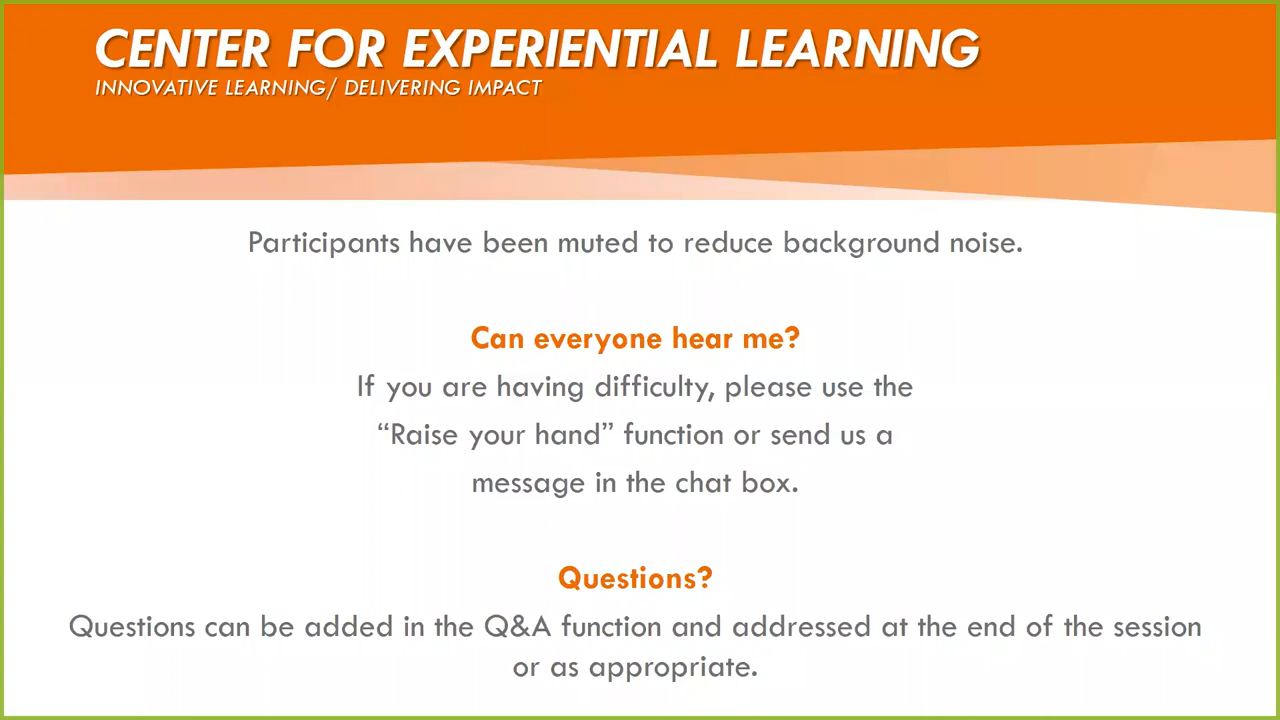 CENTER FOR EXPERIENTIAL LEARNING
INNOVATIVE LEARNING/ DELIVERING IMPACT
Participants have been muted to reduce background noise.
Can everyone hear me?
If you are having difficulty, please use the
“Raise your hand” function or send us a
message in the chat box.
Questions?
Questions can be added in the Q&A function and addressed at the end of the session
or as appropriate.